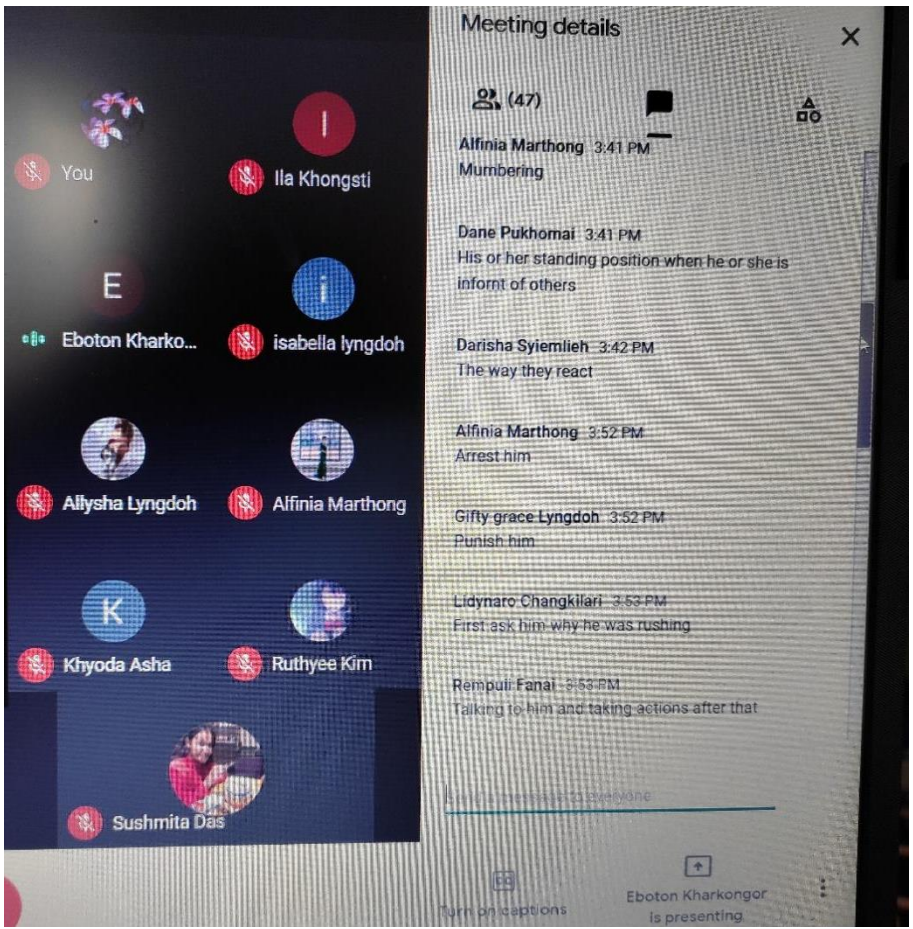 Meeting details
(47)
You
I
Ila Khongsti
E
Eboton Kharko...
i
isabella lyngdoh
Allysha Lyngdoh
Alfinia Marthong
K
Khyoda Asha
Ruthyee Kim
Sushmita Das
Alfinia Marthong 3:41 PM
Mumbering
Dane Pukhomai 3:41 PM
His or her standing position when he or she is
infornt of others
Darisha Syiemlieh 3:42 PM
The way they react
Alfinia Marthong 3:52 PM
Arrest him
Gifty grace Lyngdoh 3:52 PM
Punish him
Lidynaro Changkilari 3:53 PM
First ask him why he was rushing
Rempuii Fanai 3:53 PM
Talking to him and taking actions after that
message to everyone
CC
Turn on captions
Eboton Kharkongor
is presenting